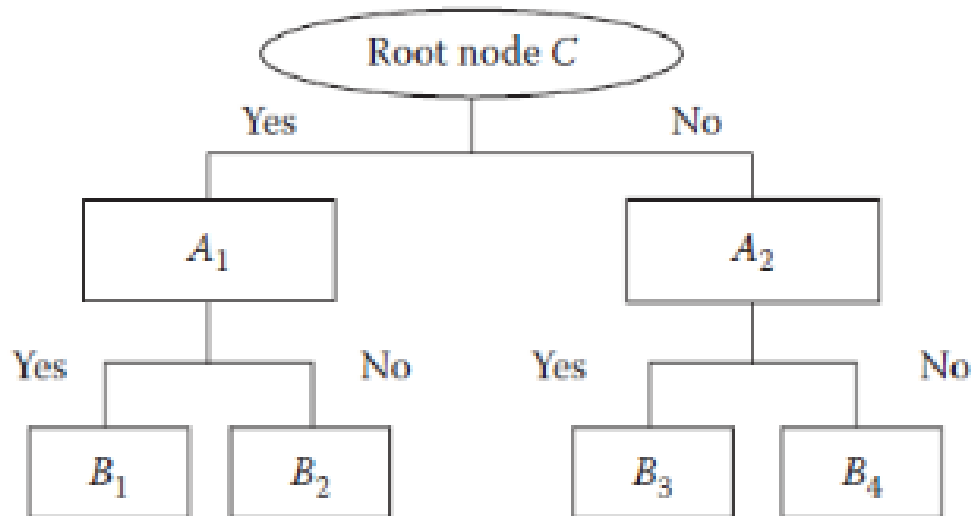 Root node C
Yes No
A₁ A₂
Yes No Yes No
B₁ B₂ B₃ B₄